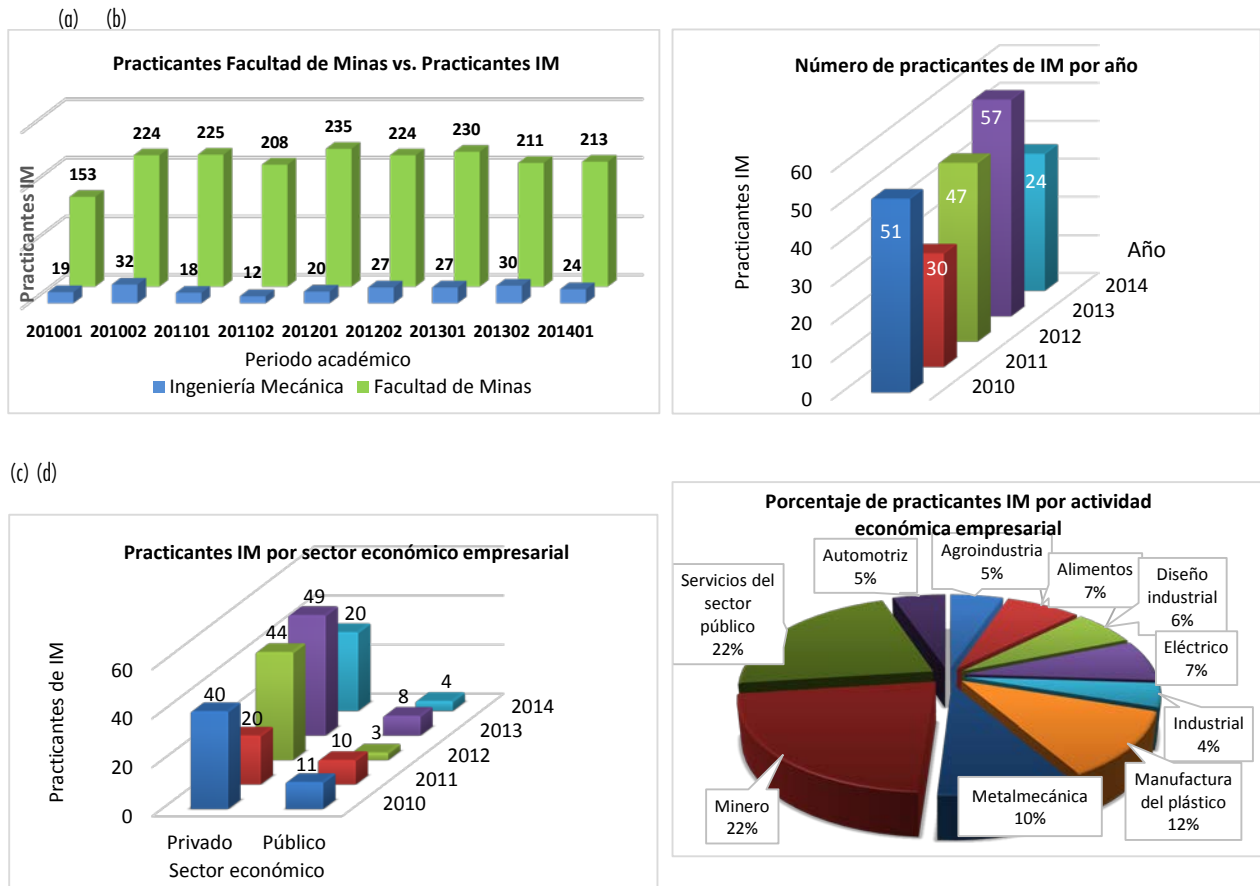 (a) (b)
Practicantes Facultad de Minas vs. Practicantes IM
Practicantes IM
153
224
225
208
235
224
230
211
213
19
32
18
12
20
27
27
30
24
201001 201002 201101 201102 201201 201202 201301 201302 201401
Periodo académico
Ingeniería Mecánica Facultad de Minas
Número de practicantes de IM por año
Practicantes IM
60
50
40
30
20
10
0
51
30
47
57
24
Año
2014
2013
2012
2011
2010
(c) (d)
Practicantes IM por sector económico empresarial
Practicantes de IM
60
40
20
0
40
20
44
49
20
11
10
3
8
4
2014
2013
2012
2011
2010
Privado Público
Sector económico
Porcentaje de practicantes IM por actividad
económica empresarial
Automotriz
5%
Agroindustria
5%
Alimentos
7%
Diseño
industrial
6%
Eléctrico
7%
Industrial
4%
Manufactura
del plástico
12%
Metalmecánica
10%
Minero
22%
Servicios del
sector
público
22%